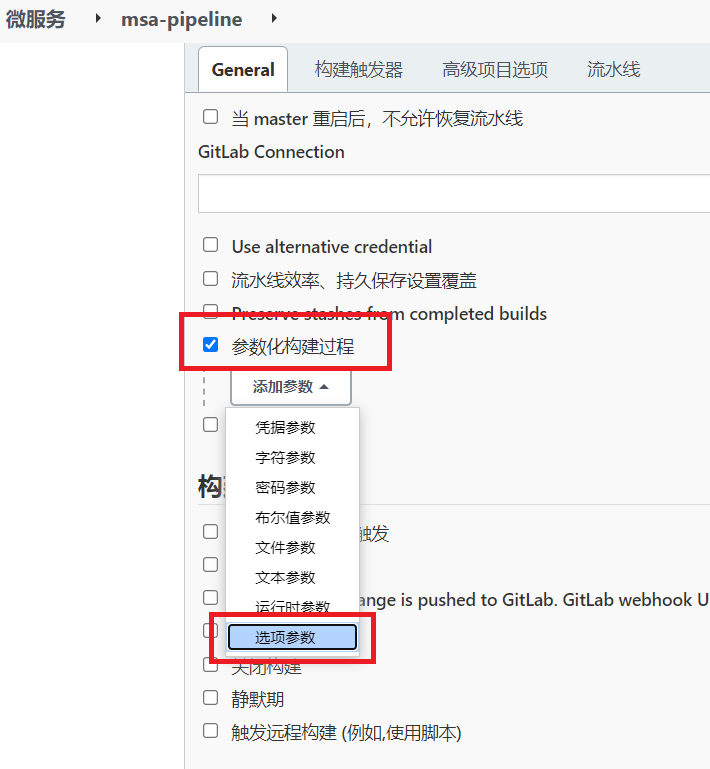 微服务 msa-pipeline
General 构建触发器 高级项目选项 流水线
当 master 重启后，不允许恢复流水线
GitLab Connection
Use alternative credential
流水线效率、持久保存设置覆盖
Preserve stashes from completed builds
参数化构建过程
添加参数
凭据参数
字符参数
构
密码参数
布尔值参数
触发
文件参数
文本参数
运行时参数
ange is pushed to GitLab. GitLab webhook U
选项参数
关闭构建
静默期
触发远程构建 (例如,使用脚本)